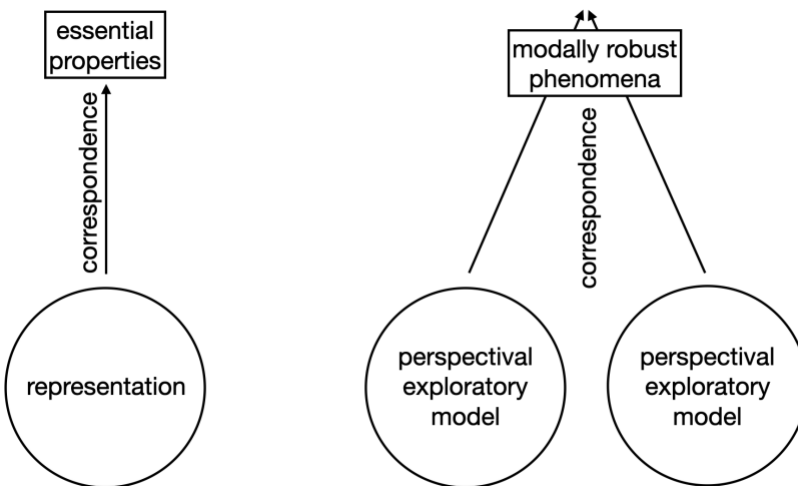 essential
properties
correspondence
representation
modally robust
phenomena
correspondence
perspectival
exploratory
model
perspectival
exploratory
model